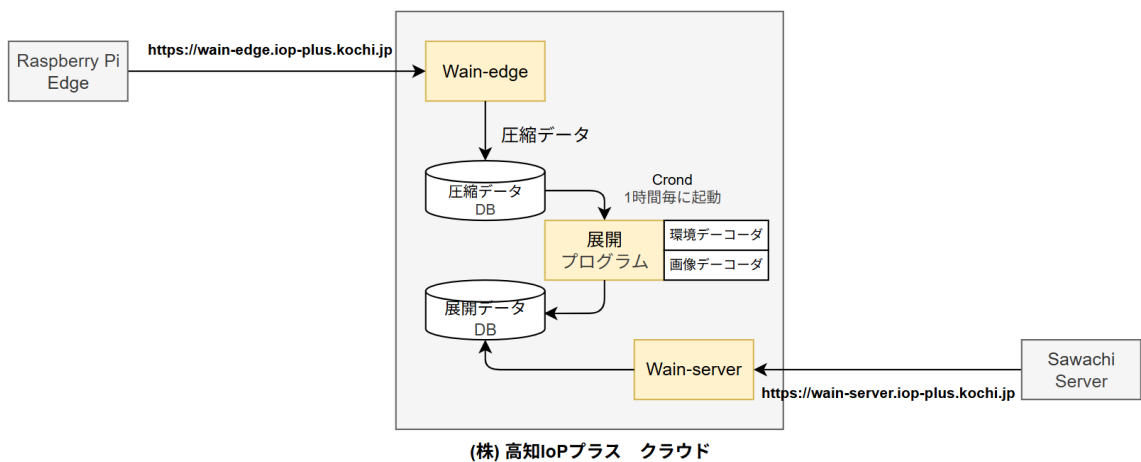 https://wain-edge.iop-plus.kochi.jp
Raspberry Pi
Edge
Wain-edge
圧縮データ
圧縮データ
DB
Crond
1時間毎に起動
展開
プログラム
環境デーコーダ
画像デーコーダ
展開データ
DB
Wain-server
Sawachi
Server
https://wain-server.iop-plus.kochi.jp
(株) 高知IoPプラス　クラウド